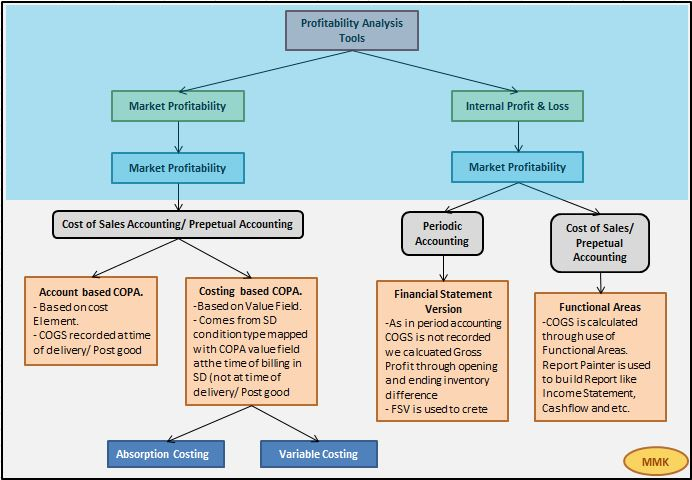 Profitability Analysis
Tools
Market Profitability
Internal Profit & Loss
Market Profitability
Market Profitability
Cost of Sales Accounting/ Prepetual Accounting
Periodic
Accounting
Cost of Sales/
Prepetual
Accounting
Account based COPA.
- Based on cost
Element.
- COGS recorded at time
of delivery/ Post good
Costing based COPA.
-Based on Value Field.
- Comes from SD
condition type mapped
with COPA value field
atthe time of billing in
SD (not at time of
delivery/ Post good
Financial Statement
Version
-As in period accounting
COGS is not recorded
we calcuated Gross
Profit through opening
and ending inventory
difference
- FSV is used to crete
Functional Areas
-COGS is calculated
through use of
Functional Areas.
Report Painter is used
to build Report like
Income Statement,
Cashflow and etc.
Absorption Costing
Variable Costing
MMK